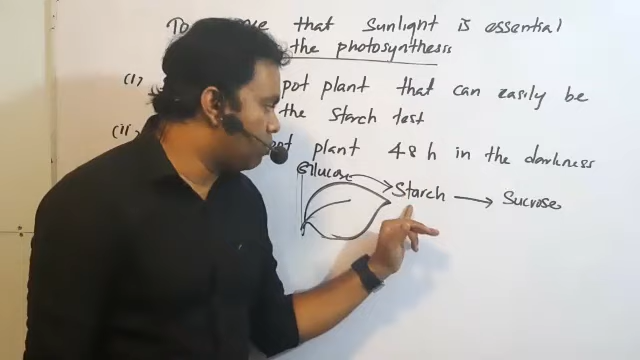 To that Sunlight is essential
the photosynthesis
(i) pot plant that can easily be
the Starch test
(ii) plant 48 h in the darkness
Glucose
Starch → Sucrose